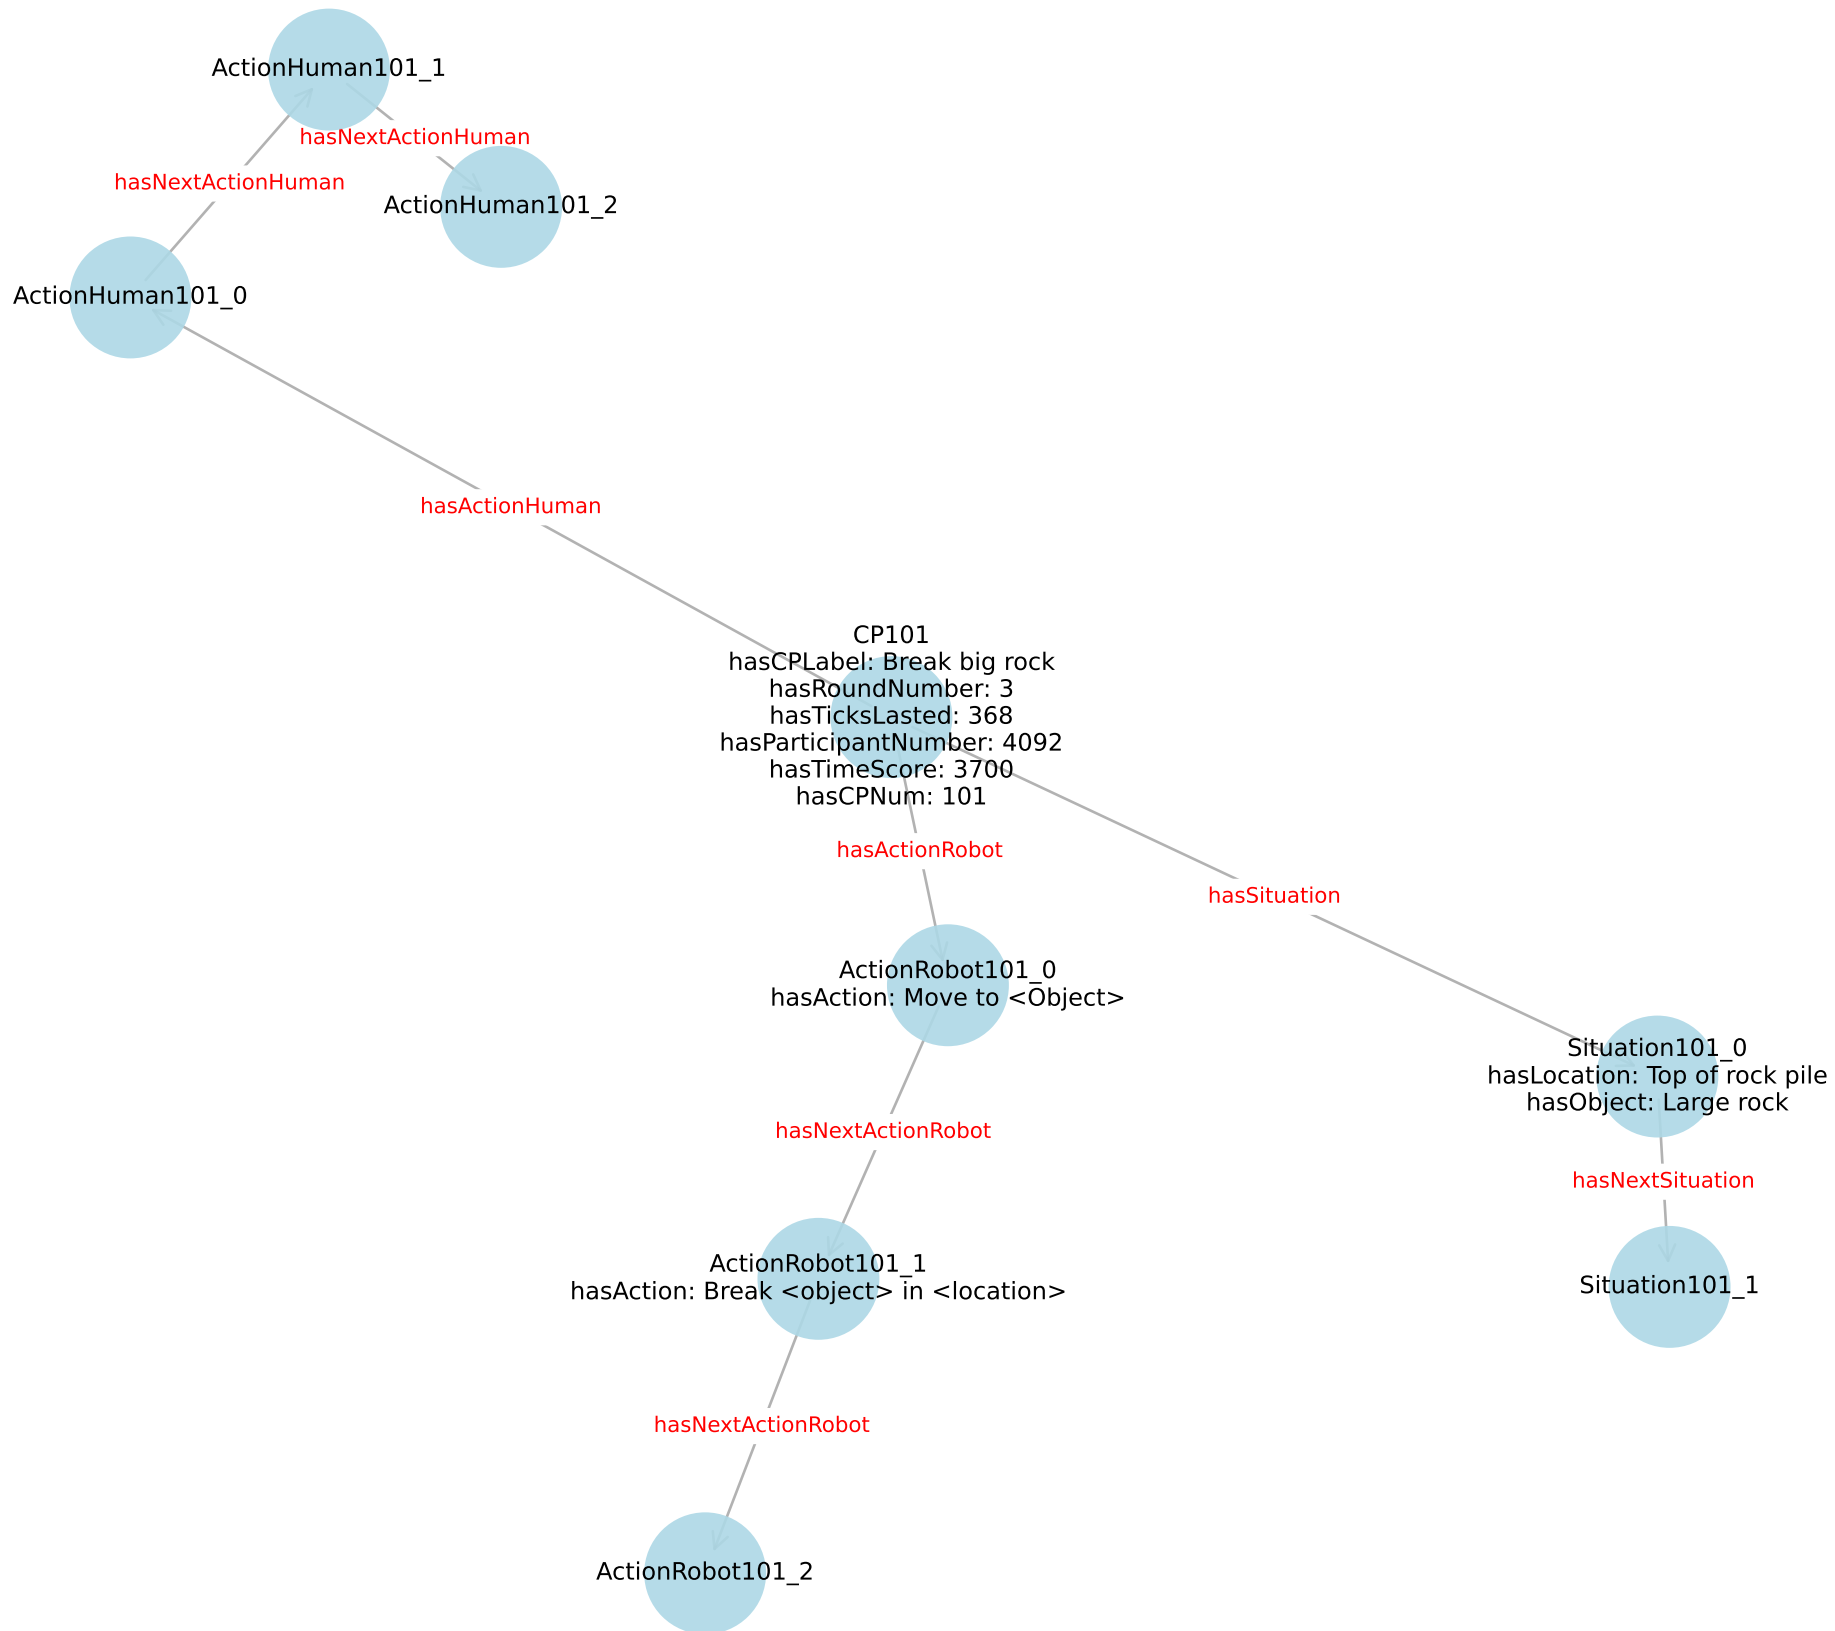 ActionHuman101_1
hasNextActionHuman
hasNextActionHuman
ActionHuman101_2
ActionHuman101_0
hasActionHuman
CP101
hasCPLabel: Break big rock
hasRoundNumber: 3
hasTicksLasted: 368
hasParticipantNumber: 4092
hasTimeScore: 3700
hasCPNum: 101
hasActionRobot
hasSituation
ActionRobot101_0
hasAction: Move to <Object>
Situation101_0
hasLocation: Top of rock pile
hasObject: Large rock
hasNextActionRobot
hasNextSituation
ActionRobot101_1
hasAction: Break <object> in <location>
Situation101_1
hasNextActionRobot
ActionRobot101_2